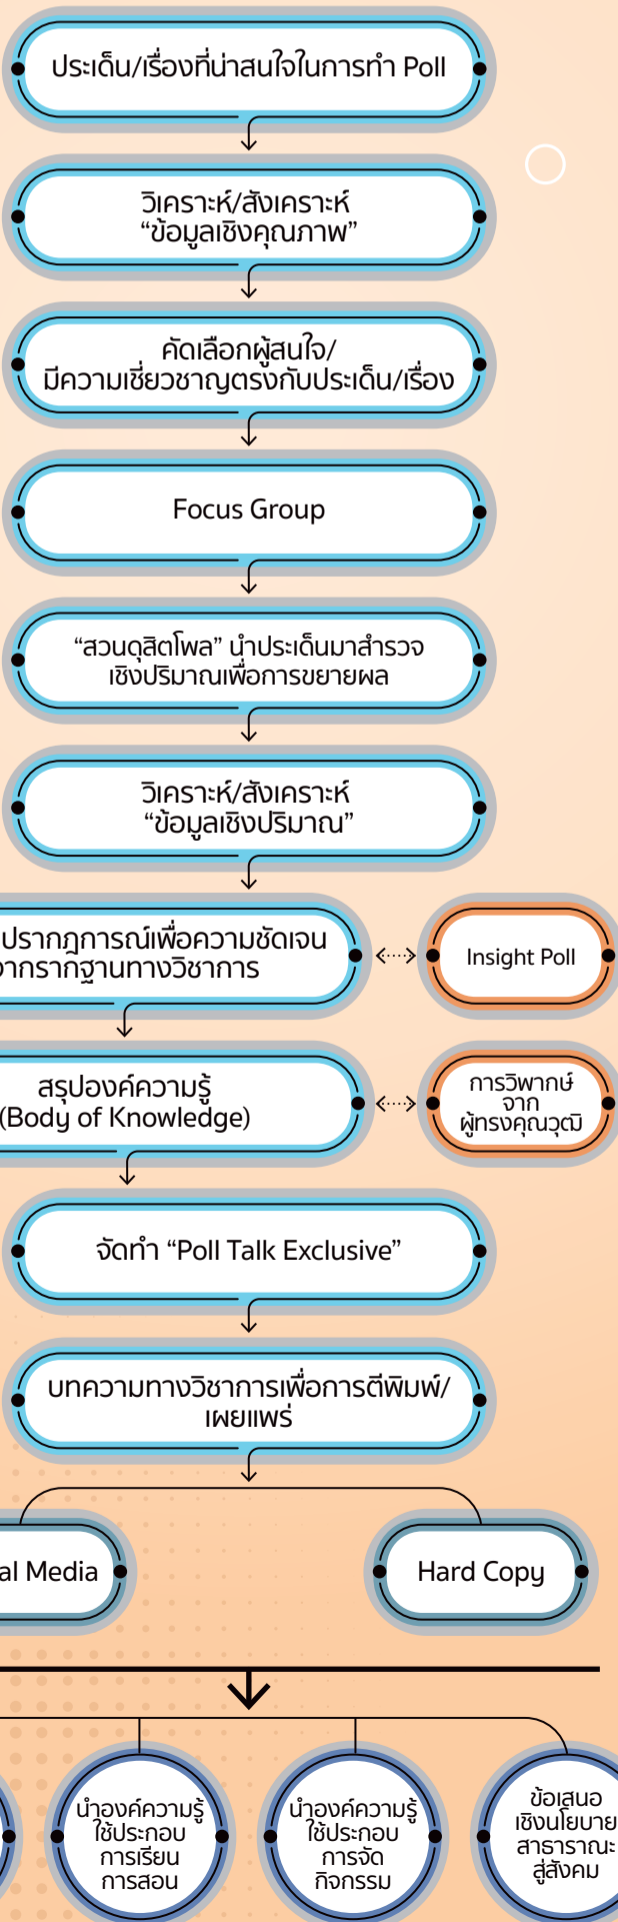 ประเด็น/เรื่องที่น่าสนใจในการทำ Poll
วิเคราะห์/สังเคราะห์
“ข้อมูลเชิงคุณภาพ”
คัดเลือกผู้สนใจ/
มีความเชี่ยวชาญตรงกับประเด็น/เรื่อง
Focus Group
“สวนดุสิตโพล” นำประเด็นมาสำรวจ
เชิงปริมาณเพื่อการขยายผล
วิเคราะห์/สังเคราะห์
“ข้อมูลเชิงปริมาณ”
ปรากฎการณ์เพื่อความชัดเจน
จากรากฐานทางวิชาการ
Insight Poll
สรุปองค์ความรู้
(Body of Knowledge)
การวิพากษ์
จาก
ผู้ทรงคุณวุฒิ
จัดทำ “Poll Talk Exclusive”
บทความทางวิชาการเพื่อการตีพิมพ์/
เผยแพร่
al Media
Hard Copy
นำองค์ความรู้
ใช้ประกอบ
การเรียน
การสอน
นำองค์ความรู้
ใช้ประกอบ
การจัด
กิจกรรม
ข้อเสนอ
เชิงนโยบาย
สาธาราณะ
สู่สังคม